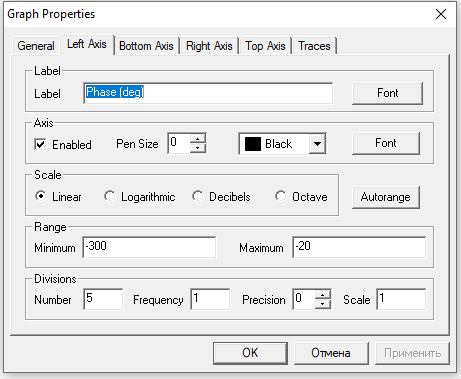 Graph Properties
General Left Axis Bottom Axis Right Axis Top Axis Traces
Label
Label Phase (deg) Font
Axis
Enabled Pen Size 0 Black Font
Scale
Linear Logarithmic Decibels Octave Autorange
Range
Minimum -300 Maximum -20
Divisions
Number 5 Frequency 1 Precision 0 Scale 1
OK Отмена Применить